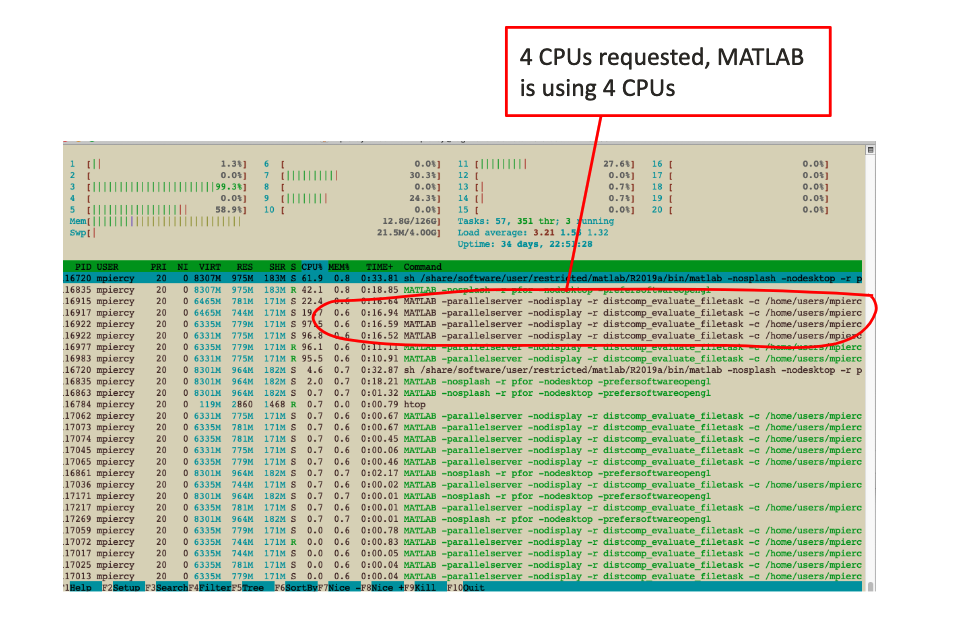 4 CPUs requested, MATLAB
is using 4 CPUs
1 [|| 1.3%] 6 [ 0.0%] 11 [||||||||| 27.6%] 16 [ 0.0%]
2 [ 0.0%] 7 [|||||||||| 30.3%] 12 [ 0.0%] 17 [ 0.0%]
3 [|||||||||||||||||||||||99.3%] 8 [ 0.0%] 13 [| 0.7%] 18 [ 0.0%]
4 [ 0.0%] 9 [|||||||| 24.3%] 14 [| 0.7%] 19 [ 0.0%]
5 [|||||||||||||||||| 58.9%] 10 [ 0.0%] 15 [ 0.0%] 20 [ 0.0%]
Mem[|||||||||||||||||||||||||||| 12.8G/126G] Tasks: 57, 351 thr; 3 running
Swp[| 21.5M/4.00G] Load average: 3.21 1.56 1.32
Uptime: 34 days, 22:53:28
PID USER PRI NI VIRT RES SHR S CPU% MEM% TIME+ Command
16720 mpiercy 20 0 8307M 975M 183M S 61.9 0.8 0:33.81 sh /share/software/user/restricted/matlab/R2019a/bin/matlab -nosplash -nodesktop -r p
16835 mpiercy 20 0 8307M 975M 183M R 42.1 0.8 0:18.85 MATLAB -nosplash -r pfor -nodesktop -prefersoftwareopengl
16915 mpiercy 20 0 6465M 781M 171M S 22.4 0.6 0:16.64 MATLAB -parallelserver -nodisplay -r distcomp_evaluate_filetask -c /home/users/mpierc
16917 mpiercy 20 0 6465M 744M 171M S 0.6 0:16.94 MATLAB -parallelserver -nodisplay -r distcomp_evaluate_filetask -c /home/users/mpierc
16922 mpiercy 20 0 6335M 779M 171M S 97.5 0.6 0:16.59 MATLAB -parallelserver -nodisplay -r distcomp_evaluate_filetask -c /home/users/mpierc
16922 mpiercy 20 0 6331M 775M 171M S 96.8 0.6 0:16.52 MATLAB -parallelserver -nodisplay -r distcomp_evaluate_filetask -c /home/users/mpierc
16977 mpiercy 20 0 6335M 779M 171M R 96.1 0.6 0:11.11 MATLAB -parallelserver -nodisplay -r distcomp_evaluate_filetask -c /home/users/mpierc
16983 mpiercy 20 0 6331M 775M 171M R 95.5 0.6 0:10.91 MATLAB -parallelserver -nodisplay -r distcomp_evaluate_filetask -c /home/users/mpierc
16720 mpiercy 20 0 8301M 964M 182M S 4.6 0.7 0:32.87 sh /share/software/user/restricted/matlab/R2019a/bin/matlab -nosplash -nodesktop -r p
16835 mpiercy 20 0 8301M 964M 182M S 2.0 0.7 0:18.21 MATLAB -nosplash -r pfor -nodesktop -prefersoftwareopengl
16863 mpiercy 20 0 8301M 964M 182M S 0.7 0.7 0:01.32 MATLAB -nosplash -r pfor -nodesktop -prefersoftwareopengl
16784 mpiercy 20 0 119M 2860 1468 R 0.7 0.0 0:00.79 htop
17062 mpiercy 20 0 6331M 775M 171M S 0.7 0.6 0:00.67 MATLAB -parallelserver -nodisplay -r distcomp_evaluate_filetask -c /home/users/mpierc
17073 mpiercy 20 0 6335M 781M 171M S 0.7 0.6 0:00.67 MATLAB -parallelserver -nodisplay -r distcomp_evaluate_filetask -c /home/users/mpierc
17074 mpiercy 20 0 6335M 781M 171M S 0.7 0.6 0:00.45 MATLAB -parallelserver -nodisplay -r distcomp_evaluate_filetask -c /home/users/mpierc
17045 mpiercy 20 0 6331M 775M 171M S 0.7 0.6 0:00.06 MATLAB -parallelserver -nodisplay -r distcomp_evaluate_filetask -c /home/users/mpierc
17065 mpiercy 20 0 6335M 779M 171M S 0.7 0.6 0:00.46 MATLAB -parallelserver -nodisplay -r distcomp_evaluate_filetask -c /home/users/mpierc
16861 mpiercy 20 0 8301M 964M 182M S 0.7 0.7 0:02.17 MATLAB -nosplash -r pfor -nodesktop -prefersoftwareopengl
17036 mpiercy 20 0 6335M 744M 171M S 0.7 0.6 0:00.02 MATLAB -parallelserver -nodisplay -r distcomp_evaluate_filetask -c /home/users/mpierc
17171 mpiercy 20 0 8301M 964M 182M S 0.7 0.7 0:00.01 MATLAB -nosplash -r pfor -nodesktop -prefersoftwareopengl
17217 mpiercy 20 0 6335M 781M 171M S 0.7 0.6 0:00.01 MATLAB -parallelserver -nodisplay -r distcomp_evaluate_filetask -c /home/users/mpierc
17269 mpiercy 20 0 8301M 964M 182M S 0.7 0.7 0:00.01 MATLAB -nosplash -r pfor -nodesktop -prefersoftwareopengl
17059 mpiercy 20 0 6335M 779M 171M S 0.7 0.6 0:00.78 MATLAB -parallelserver -nodisplay -r distcomp_evaluate_filetask -c /home/users/mpierc
17072 mpiercy 20 0 6335M 744M 171M R 0.0 0.6 0:00.83 MATLAB -parallelserver -nodisplay -r distcomp_evaluate_filetask -c /home/users/mpierc
17017 mpiercy 20 0 6335M 744M 171M S 0.0 0.6 0:00.05 MATLAB -parallelserver -nodisplay -r distcomp_evaluate_filetask -c /home/users/mpierc
17025 mpiercy 20 0 6335M 781M 171M S 0.0 0.6 0:00.04 MATLAB -parallelserver -nodisplay -r distcomp_evaluate_filetask -c /home/users/mpierc
17013 mpiercy 20 0 6335M 779M 171M S 0.0 0.6 0:00.04 MATLAB -parallelserver -nodisplay -r distcomp_evaluate_filetask -c /home/users/mpierc
1Help F2Setup F3SearchF4FilterF5Tree F6SortByF7Nice -F8Nice +F9Kill F10Quit